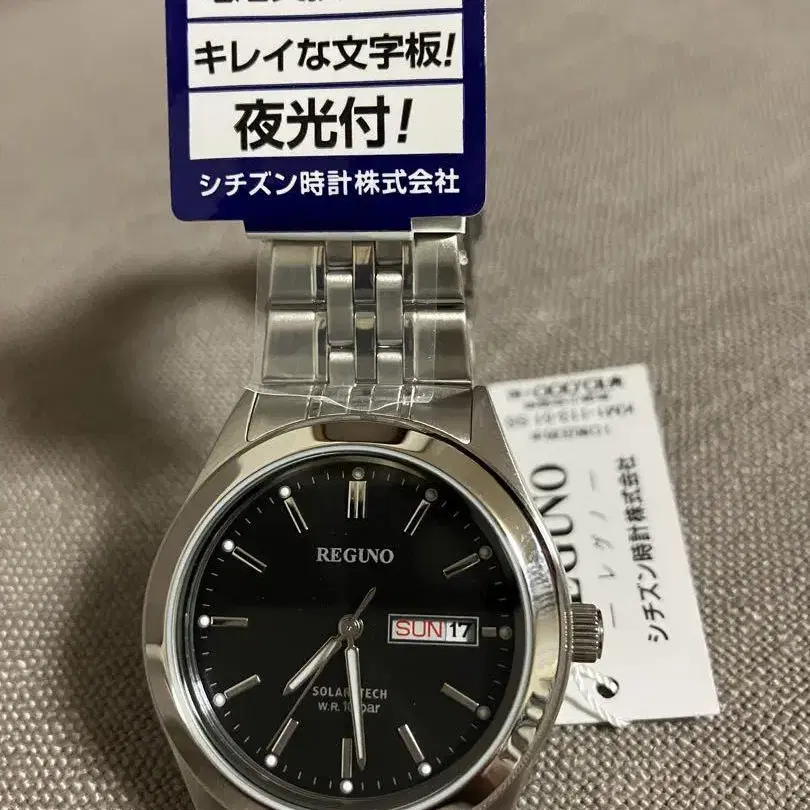 キレイな文字板!
夜光付!
シチズン時計株式会社
REGUNO
SUN 17
SOLAR TECH
W.R.10bar
REGUNO
ーレグノー
シチズン時計株式会社